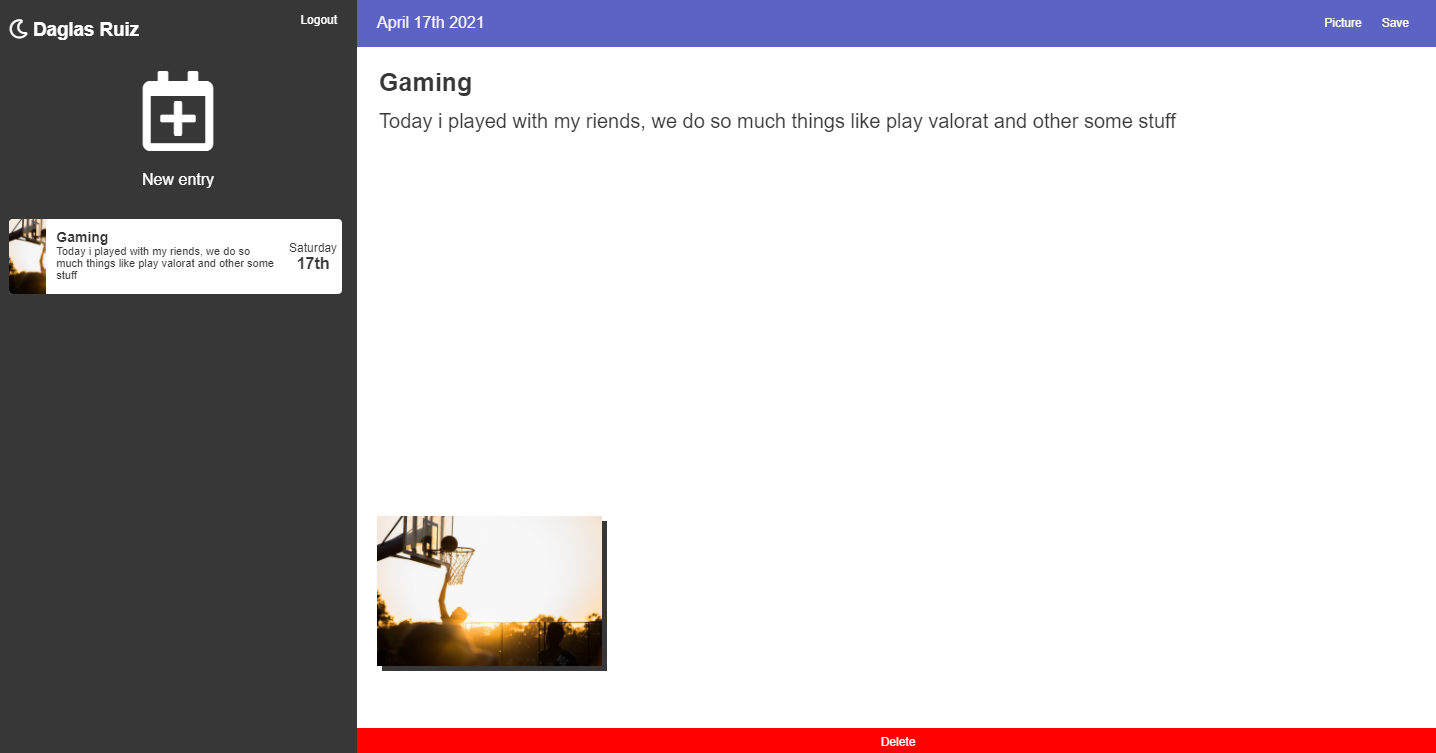 Daglas Ruiz
Logout
New entry
Gaming
Today i played with my riends, we do so
much things like play valorat and other some
stuff
Saturday
17th
April 17th 2021
Picture
Save
Gaming
Today i played with my riends, we do so much things like play valorat and other some stuff
Delete